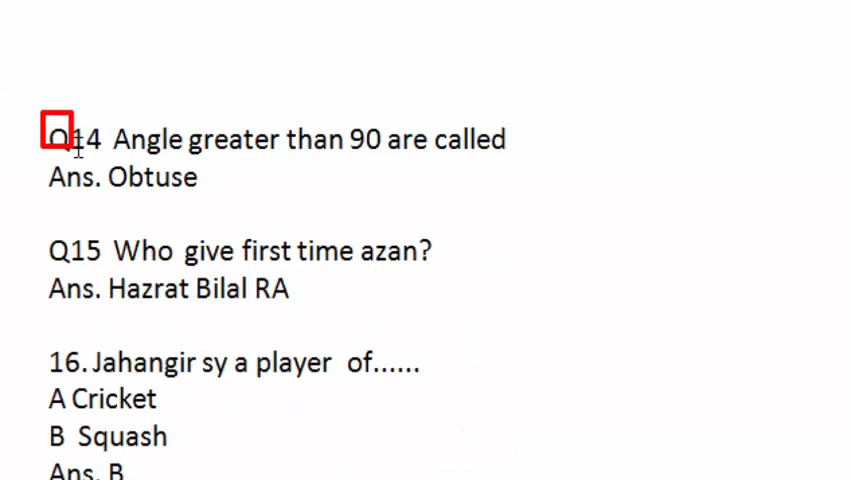 Q14 Angle greater than 90 are called
Ans. Obtuse
Q15 Who give first time azan?
Ans. Hazrat Bilal RA
16. Jahangir sy a player of......
A Cricket
B Squash
Ans. B